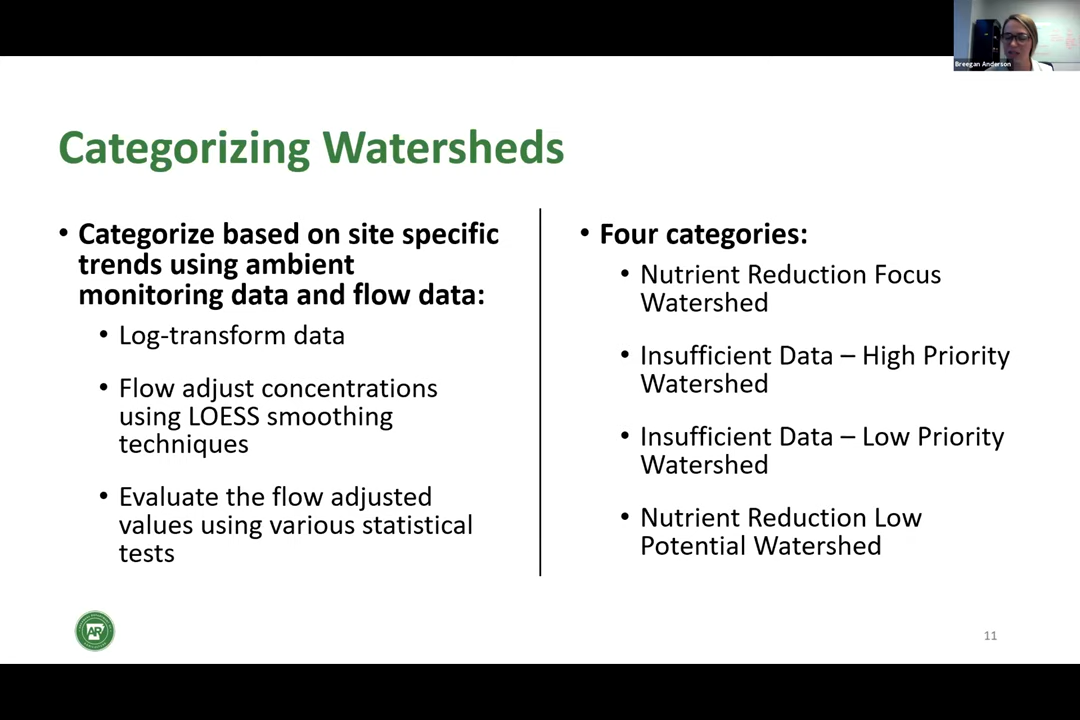 Breegan Anderson
Categorizing Watersheds
• Categorize based on site specific
trends using ambient
monitoring data and flow data:
• Log-transform data
• Flow adjust concentrations
using LOESS smoothing
techniques
• Evaluate the flow adjusted
values using various statistical
tests
• Four categories:
• Nutrient Reduction Focus
Watershed
• Insufficient Data – High Priority
Watershed
• Insufficient Data – Low Priority
Watershed
• Nutrient Reduction Low
Potential Watershed
AR
11